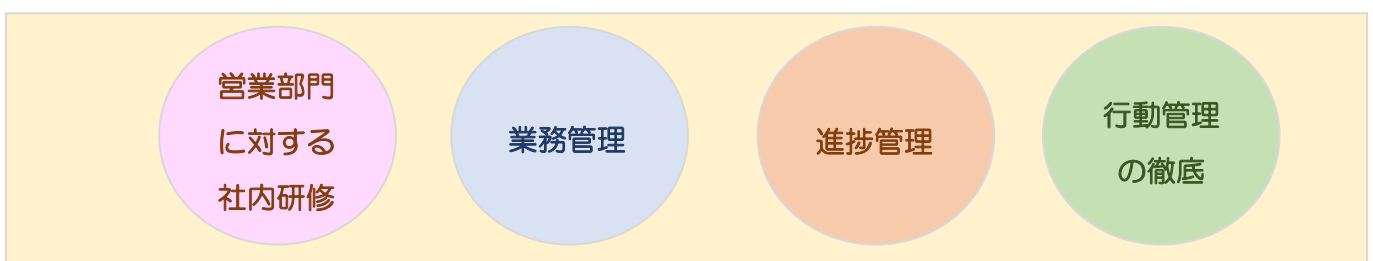 営業部門
に対する
社内研修
業務管理
進捗管理
行動管理
の徹底